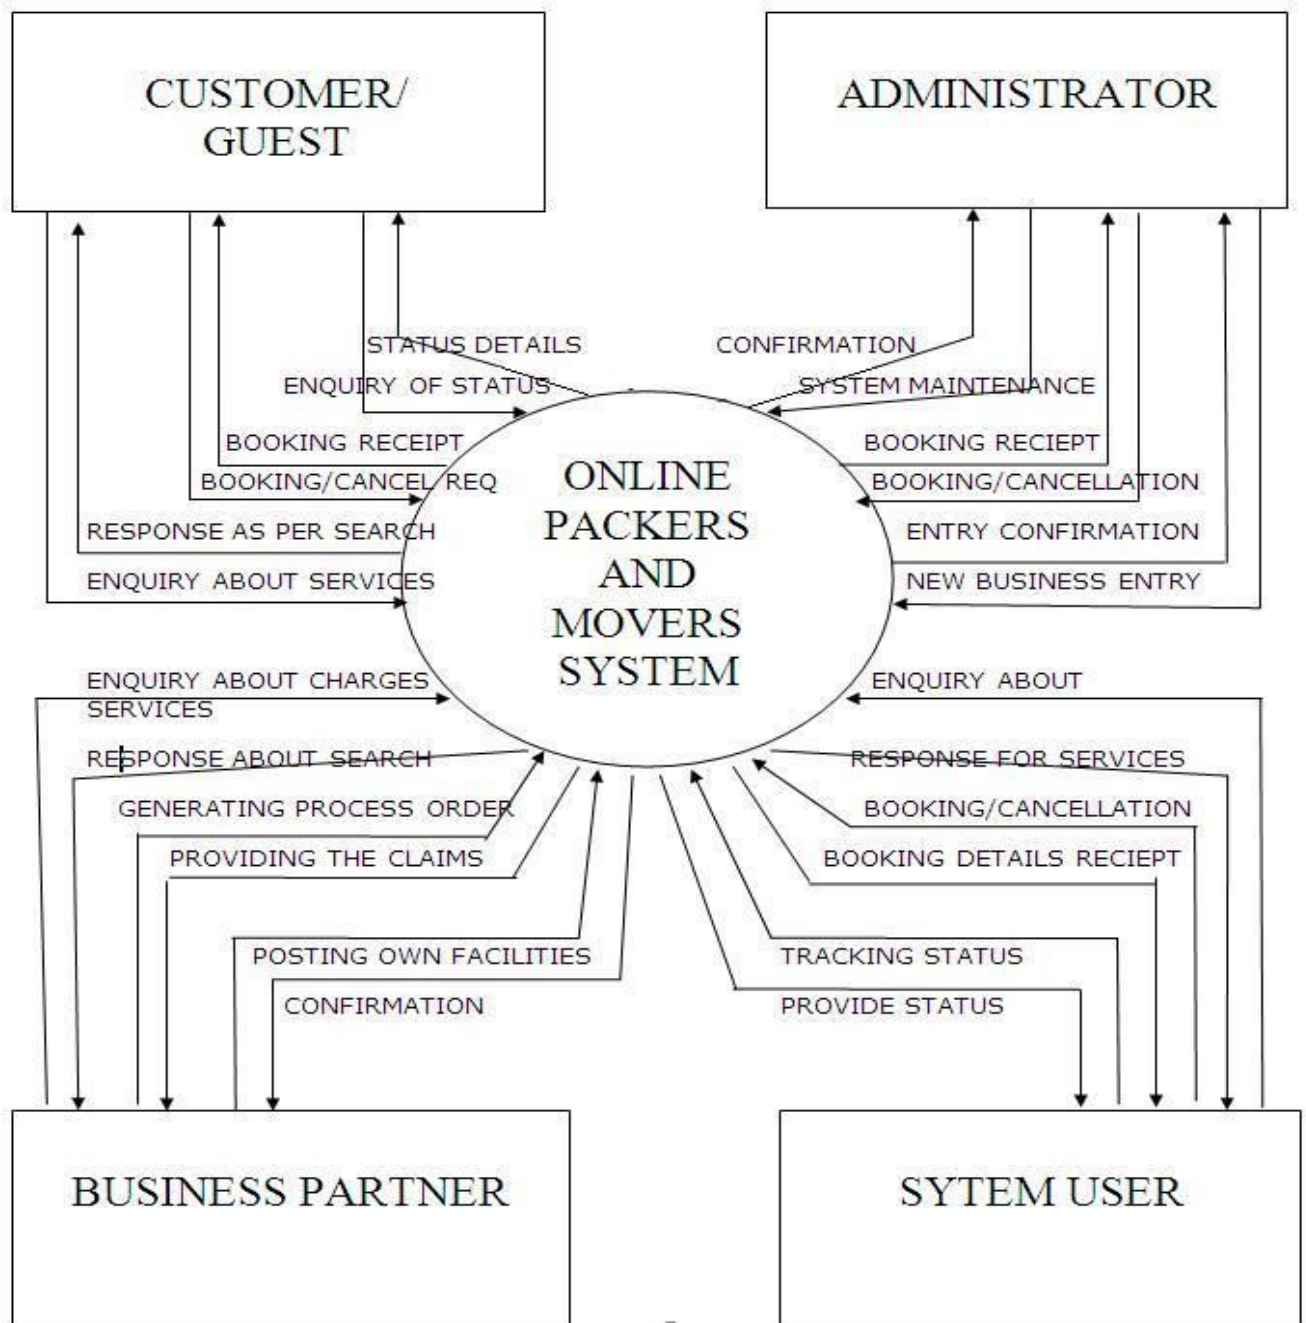 CUSTOMER/
GUEST
ADMINISTRATOR
STATUS DETAILS
CONFIRMATION
ENQUIRY OF STATUS
SYSTEM MAINTENANCE
BOOKING RECEIPT
BOOKING RECIEPT
BOOKING/CANCEL REQ
BOOKING/CANCELLATION
RESPONSE AS PER SEARCH
ENTRY CONFIRMATION
ENQUIRY ABOUT SERVICES
NEW BUSINESS ENTRY
ONLINE
PACKERS
AND
MOVERS
SYSTEM
ENQUIRY ABOUT CHARGES
SERVICES
ENQUIRY ABOUT
RESPONSE ABOUT SEARCH
RESPONSE FOR SERVICES
GENERATING PROCESS ORDER
BOOKING/CANCELLATION
PROVIDING THE CLAIMS
BOOKING DETAILS RECIEPT
POSTING OWN FACILITIES
TRACKING STATUS
CONFIRMATION
PROVIDE STATUS
BUSINESS PARTNER
SYTEM USER